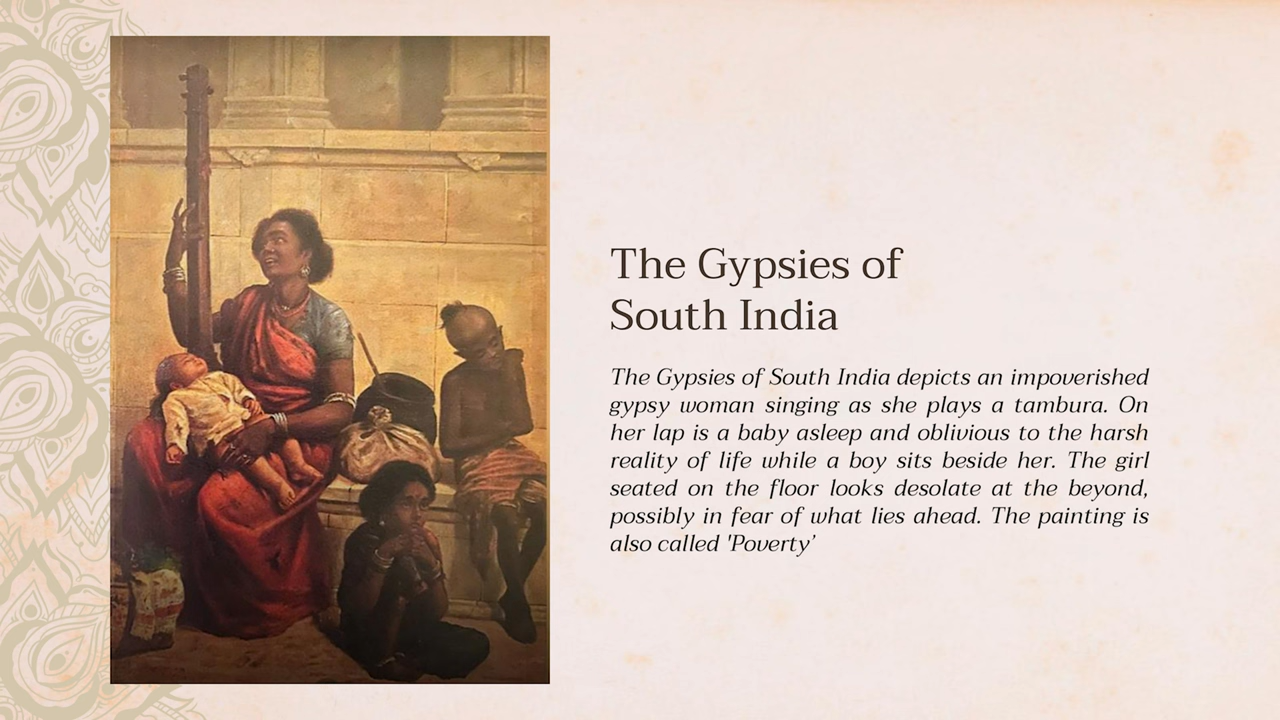 The Gypsies of
South India
The Gypsies of South India depicts an impoverished
gypsy woman singing as she plays a tambura. On
her lap is a baby asleep and oblivious to the harsh
reality of life while a boy sits beside her. The girl
seated on the floor looks desolate at the beyond,
possibly in fear of what lies ahead. The painting is
also called 'Poverty’